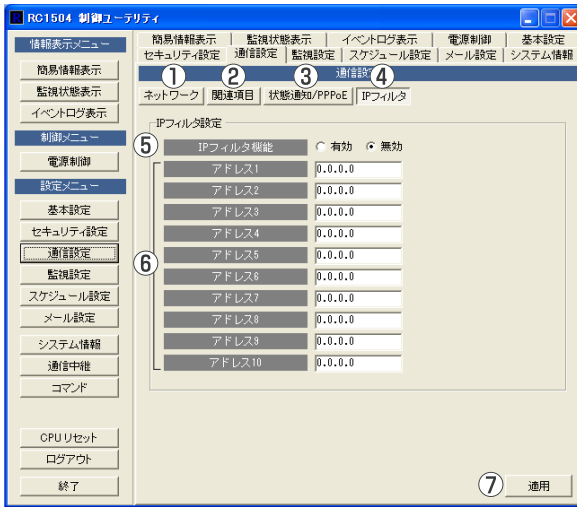 RC1504 制御ユーティリティ
情報表示メニュー
簡易情報表示
監視状態表示
イベントログ表示
制御メニュー
電源制御
設定メニュー
基本設定
セキュリティ設定
通信設定
監視設定
スケジュール設定
メール設定
システム情報
通信中継
コマンド
CPUリセット
ログアウト
終了
簡易情報表示 監視状態表示 イベントログ表示 電源制御 基本設定
セキュリティ設定 通信設定 監視設定 スケジュール設定 メール設定 システム情報
通信設定
① ② ③ ④
ネットワーク 関連項目 状態通知/PPPoE IPフィルタ
IPフィルタ設定
⑤ IPフィルタ機能 有効 無効
⑥
アドレス1 0.0.0.0
アドレス2 0.0.0.0
アドレス3 0.0.0.0
アドレス4 0.0.0.0
アドレス5 0.0.0.0
アドレス6 0.0.0.0
アドレス7 0.0.0.0
アドレス8 0.0.0.0
アドレス9 0.0.0.0
アドレス10 0.0.0.0
⑦ 適用